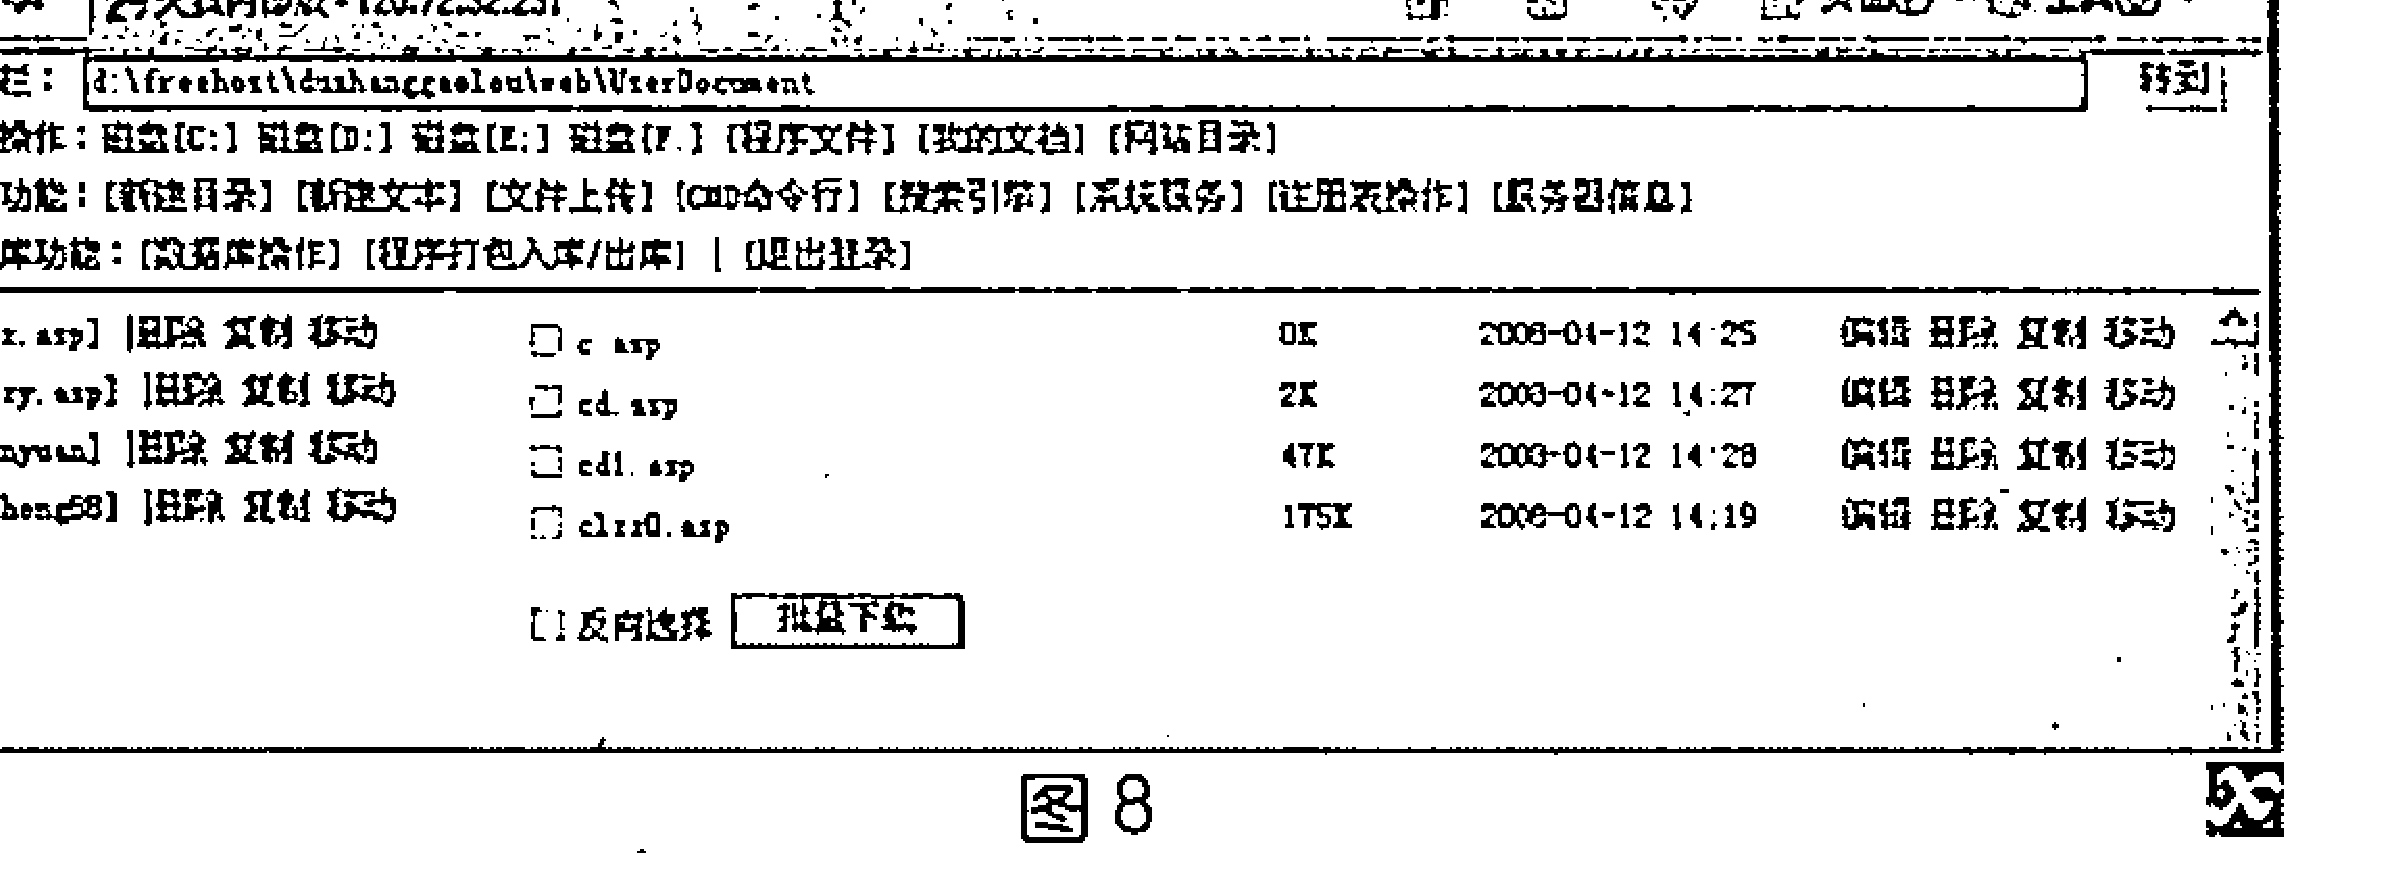 栏： d:\freehost\dushanggaolou\web\UserDocument 转到
操作：磁盘[C:] 磁盘[D:] 磁盘[E:] 磁盘[F:] [程序文件] [我的文档] [网站目录]
功能：[新建目录] [新建文本] [文件上传] [CMD命令行] [搜索引擎] [系统服务] [注册表操作] [服务器信息]
库功能：[数据库操作] [程序打包入库/出库] | [退出登录]
x.asp] |删除 复制 移动 c.asp 0K 2008-04-12 14:25 编辑 删除 复制 移动
ry.asp] |删除 复制 移动 cd.asp 2K 2008-04-12 14:27 编辑 删除 复制 移动
nyuan] |删除 复制 移动 cd1.asp 47K 2008-04-12 14:28 编辑 删除 复制 移动
heng58] |删除 复制 移动 175K 2008-04-12 14:19 编辑 删除 复制 移动
反向选择 批量下载
图 8